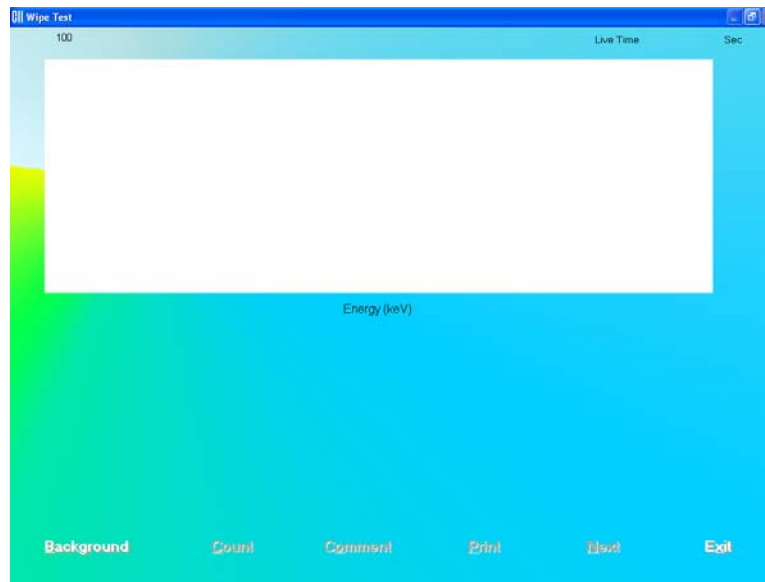 Wipe Test
100 Live Time Sec
Energy (keV)
Background Count Comment Print Next Exit